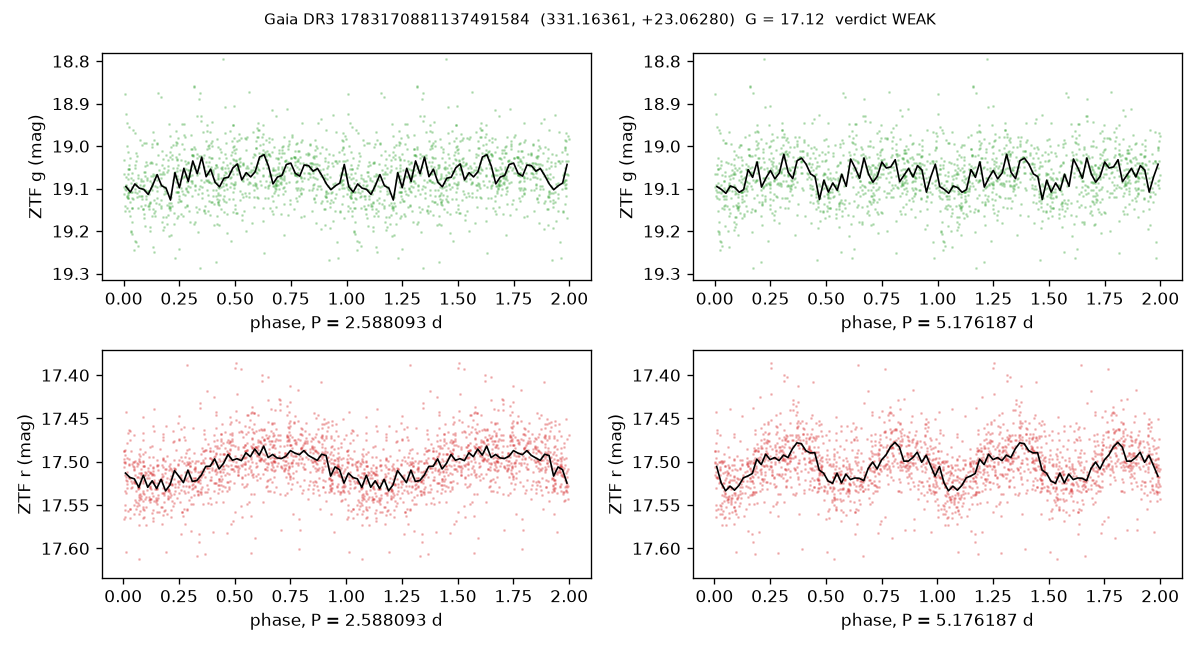 Gaia DR3 1783170881137491584  (331.16361, +23.06280)  G = 17.12  verdict WEAK
ZTF g (mag)
18.8
18.9
19.0
19.1
19.2
19.3
0.00 0.25 0.50 0.75 1.00 1.25 1.50 1.75 2.00
phase, P = 2.588093 d
ZTF g (mag)
18.8
18.9
19.0
19.1
19.2
19.3
0.00 0.25 0.50 0.75 1.00 1.25 1.50 1.75 2.00
phase, P = 5.176187 d
ZTF r (mag)
17.40
17.45
17.50
17.55
17.60
0.00 0.25 0.50 0.75 1.00 1.25 1.50 1.75 2.00
phase, P = 2.588093 d
ZTF r (mag)
17.40
17.45
17.50
17.55
17.60
0.00 0.25 0.50 0.75 1.00 1.25 1.50 1.75 2.00
phase, P = 5.176187 d